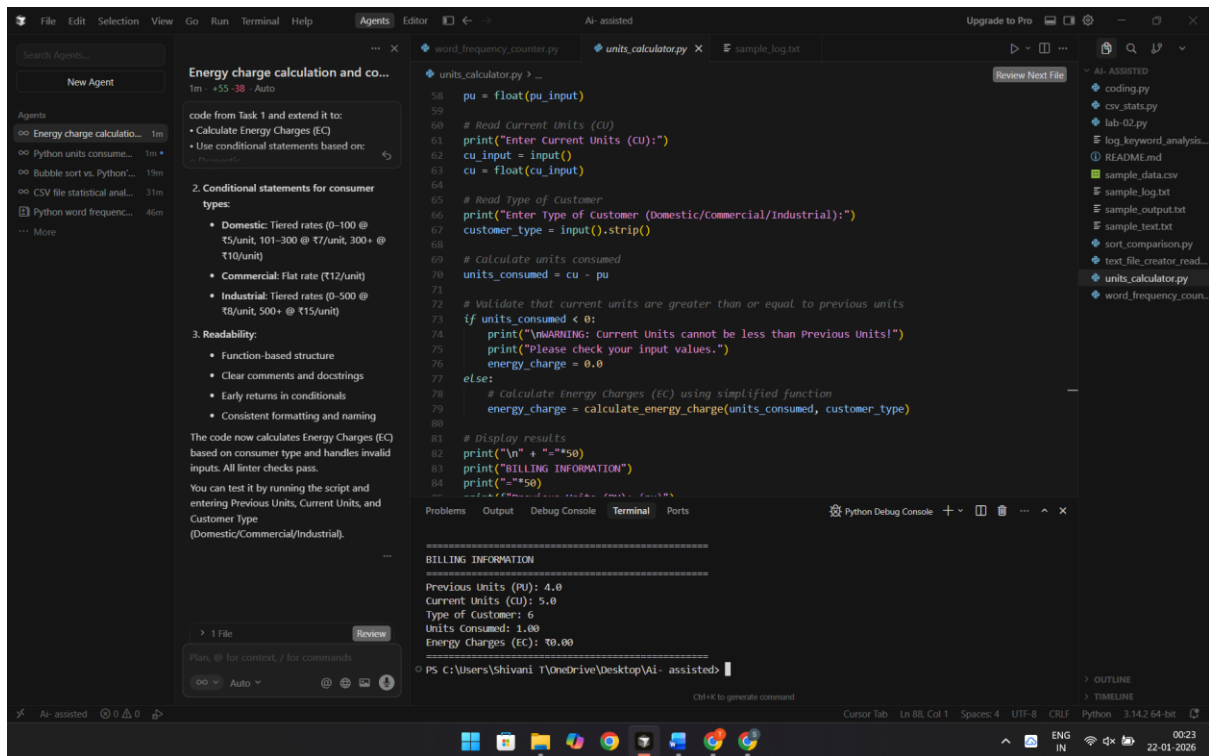 File Edit Selection View Go Run Terminal Help Agents Editor Ai- assisted Upgrade to Pro
Search Agents...
New Agent
Agents
Energy charge calculatio... 1m
Python units consume... 1m
Bubble sort vs. Python'... 19m
CSV file statistical anal... 31m
Python word frequenc... 46m
More
Energy charge calculation and co...
1m · +55 -38 · Auto
code from Task 1 and extend it to:
• Calculate Energy Charges (EC)
• Use conditional statements based on:
2. Conditional statements for consumer
types:
• Domestic: Tiered rates (0–100 @
₹5/unit, 101–300 @ ₹7/unit, 300+ @
₹10/unit)
• Commercial: Flat rate (₹12/unit)
• Industrial: Tiered rates (0–500 @
₹8/unit, 500+ @ ₹15/unit)
3. Readability:
• Function-based structure
• Clear comments and docstrings
• Early returns in conditionals
• Consistent formatting and naming
The code now calculates Energy Charges (EC)
based on consumer type and handles invalid
inputs. All linter checks pass.
You can test it by running the script and
entering Previous Units, Current Units, and
Customer Type
(Domestic/Commercial/Industrial).
1 File Review
Plan, @ for context, / for commands
Auto
word_frequency_counter.py units_calculator.py sample_log.txt
units_calculator.py > ...
Review Next File
58 pu = float(pu_input)
59
60 # Read Current Units (CU)
61 print("Enter Current Units (CU):")
62 cu_input = input()
63 cu = float(cu_input)
64
65 # Read Type of Customer
66 print("Enter Type of Customer (Domestic/Commercial/Industrial):")
67 customer_type = input().strip()
68
69 # Calculate units consumed
70 units_consumed = cu - pu
71
72 # Validate that current units are greater than or equal to previous units
73 if units_consumed < 0:
74 print("\nWARNING: Current Units cannot be less than Previous Units!")
75 print("Please check your input values.")
76 energy_charge = 0.0
77 else:
78 # Calculate Energy Charges (EC) using simplified function
79 energy_charge = calculate_energy_charge(units_consumed, customer_type)
80
81 # Display results
82 print("\n" + "="*50)
83 print("BILLING INFORMATION")
84 print("="*50)
Problems Output Debug Console Terminal Ports Python Debug Console
==================================================
BILLING INFORMATION
==================================================
Previous Units (PU): 4.0
Current Units (CU): 5.0
Type of Customer: 6
Units Consumed: 1.00
Energy Charges (EC): ₹0.00
==================================================
PS C:\Users\Shivani T\OneDrive\Desktop\Ai- assisted>
Ctrl+K to generate command
AI- ASSISTED
coding.py
csv_stats.py
lab-02.py
log_keyword_analysis...
README.md
sample_data.csv
sample_log.txt
sample_output.txt
sample_text.txt
sort_comparison.py
text_file_creator_read...
units_calculator.py
word_frequency_coun...
OUTLINE
TIMELINE
Ai- assisted 0 0 Cursor Tab Ln 88, Col 1 Spaces: 4 UTF-8 CRLF Python 3.14.2 64-bit
ENG
IN
00:23
22-01-2026